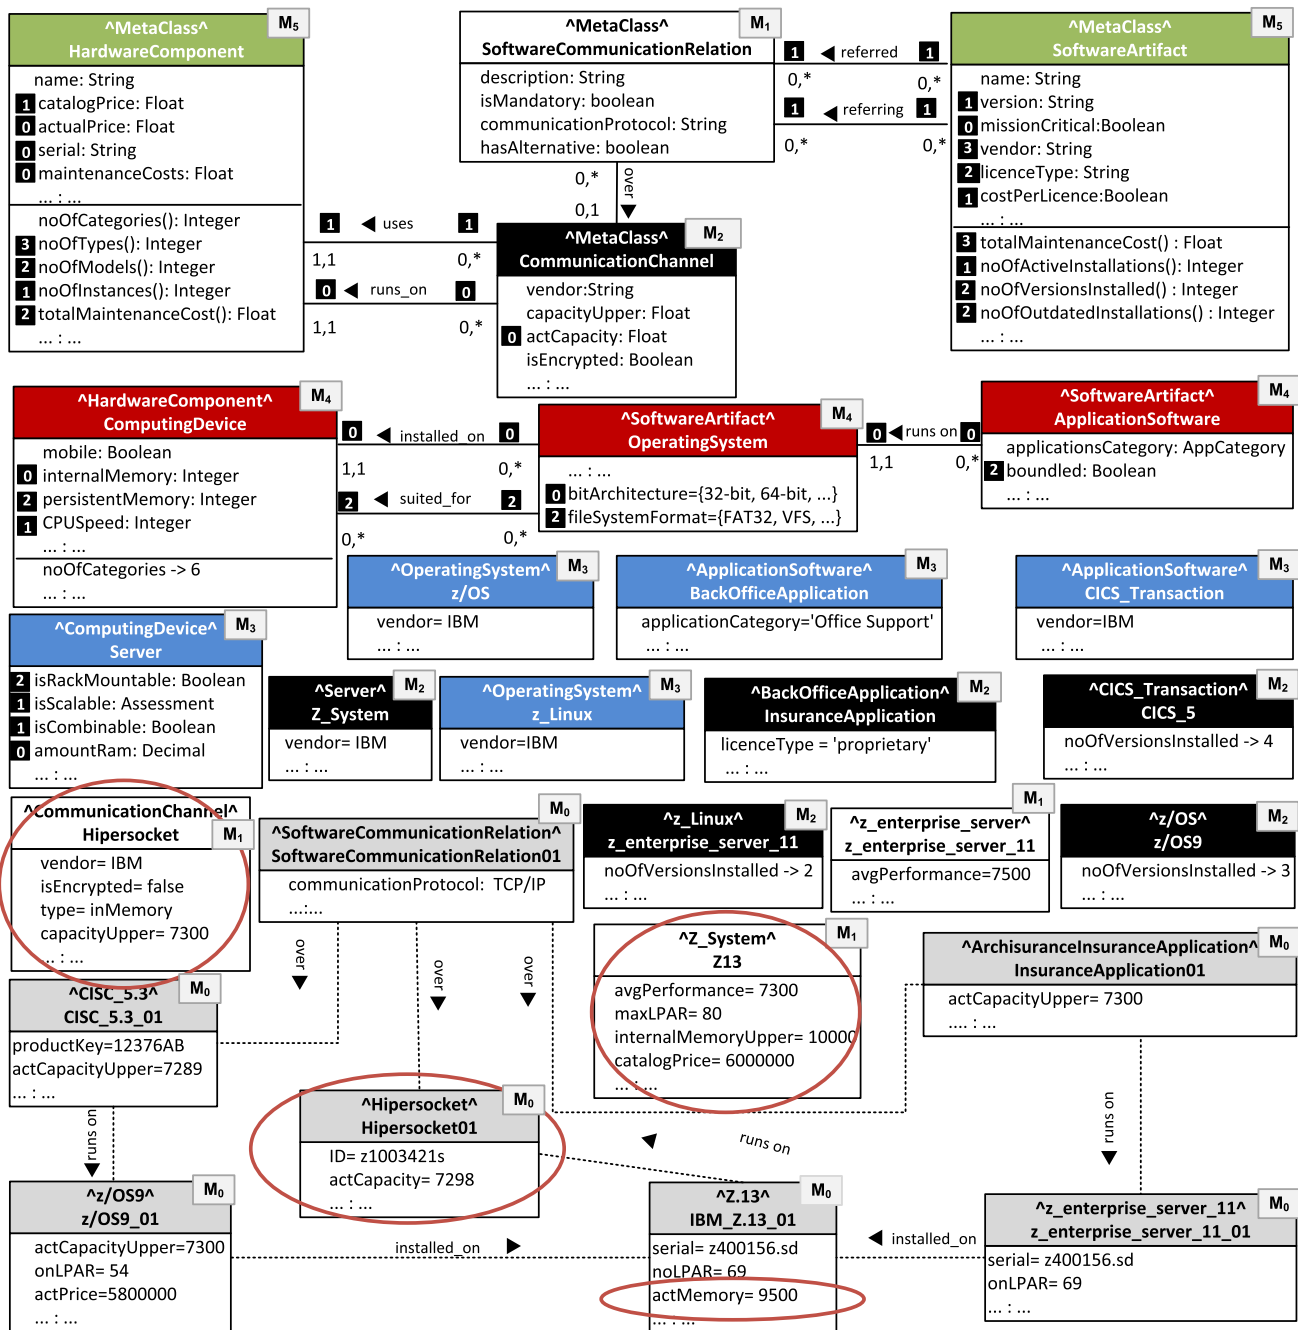 ^MetaClass^
HardwareComponent
M5
name: String
1 catalogPrice: Float
0 actualPrice: Float
0 serial: String
0 maintenanceCosts: Float
... : ...
noOfCategories(): Integer
3 noOfTypes(): Integer
2 noOfModels(): Integer
1 noOfInstances(): Integer
2 totalMaintenanceCost(): Float
... : ...
^MetaClass^
SoftwareCommunicationRelation
M1
description: String
isMandatory: boolean
communicationProtocol: String
hasAlternative: boolean
1 ◀ referred 1
0,* 0,*
1 ◀ referring 1
0,* 0,*
^MetaClass^
SoftwareArtifact
M5
name: String
1 version: String
0 missionCritical:Boolean
3 vendor: String
2 licenceType: String
1 costPerLicence:Boolean
... : ...
3 totalMaintenanceCost() : Float
1 noOfActiveInstallations(): Integer
2 noOfVersionsInstalled() : Integer
2 noOfOutdatedInstallations() : Integer
... : ...
0,*
over
0,1
1 ◀ uses 1
1,1 0,*
0 ◀ runs_on 0
1,1 0,*
^MetaClass^
CommunicationChannel
M2
vendor:String
capacityUpper: Float
0 actCapacity: Float
isEncrypted: Boolean
... : ...
^HardwareComponent^
ComputingDevice
M4
mobile: Boolean
0 internalMemory: Integer
2 persistentMemory: Integer
1 CPUSpeed: Integer
... : ...
noOfCategories -> 6
0 ◀ installed_on 0
1,1 0,*
2 ◀ suited_for 2
0,* 0,*
^SoftwareArtifact^
OperatingSystem
M4
... : ...
0 bitArchitecture={32-bit, 64-bit, ...}
2 fileSystemFormat={FAT32, VFS, ...}
0 ◀ runs on 0
1,1 0,*
^SoftwareArtifact^
ApplicationSoftware
M4
applicationsCategory: AppCategory
2 boundled: Boolean
... : ...
^OperatingSystem^
z/OS
M3
vendor= IBM
... : ...
^ApplicationSoftware^
BackOfficeApplication
M3
applicationCategory='Office Support'
... : ...
^ApplicationSoftware^
CICS_Transaction
M3
vendor=IBM
... : ...
^ComputingDevice^
Server
M3
2 isRackMountable: Boolean
1 isScalable: Assessment
1 isCombinable: Boolean
0 amountRam: Decimal
... : ...
^Server^
Z_System
M2
vendor= IBM
... : ...
^OperatingSystem^
z_Linux
M3
vendor=IBM
... : ...
^BackOfficeApplication^
InsuranceApplication
M2
licenceType = 'proprietary'
... : ...
^CICS_Transaction^
CICS_5
M2
noOfVersionsInstalled -> 4
... : ...
^CommunicationChannel^
Hipersocket
M1
vendor= IBM
isEncrypted= false
type= inMemory
capacityUpper= 7300
... : ...
^SoftwareCommunicationRelation^
SoftwareCommunicationRelation01
M0
communicationProtocol: TCP/IP
...:...
^z_Linux^
z_enterprise_server_11
M2
noOfVersionsInstalled -> 2
... : ...
^z_enterprise_server^
z_enterprise_server_11
M1
avgPerformance=7500
... : ...
^z/OS^
z/OS9
M2
noOfVersionsInstalled -> 3
... : ...
over
over
over
^Z_System^
Z13
M1
avgPerformance= 7300
maxLPAR= 80
internalMemoryUpper= 10000
catalogPrice= 6000000
... : ...
^ArchisuranceInsuranceApplication^
InsuranceApplication01
M0
actCapacityUpper= 7300
.... : ...
^CISC_5.3^
CISC_5.3_01
M0
productKey=12376AB
actCapacityUpper=7289
... : ...
^Hipersocket^
Hipersocket01
M0
ID= z1003421s
actCapacity= 7298
... : ...
runs on
runs on
runs on
^z/OS9^
z/OS9_01
M0
actCapacityUpper=7300
onLPAR= 54
actPrice=5800000
... : ...
installed_on ▶
^Z.13^
IBM_Z.13_01
M0
serial= z400156.sd
noLPAR= 69
actMemory= 9500
... : ...
◀ installed_on
^z_enterprise_server_11^
z_enterprise_server_11_01
M0
serial= z400156.sd
onLPAR= 69
... : ...